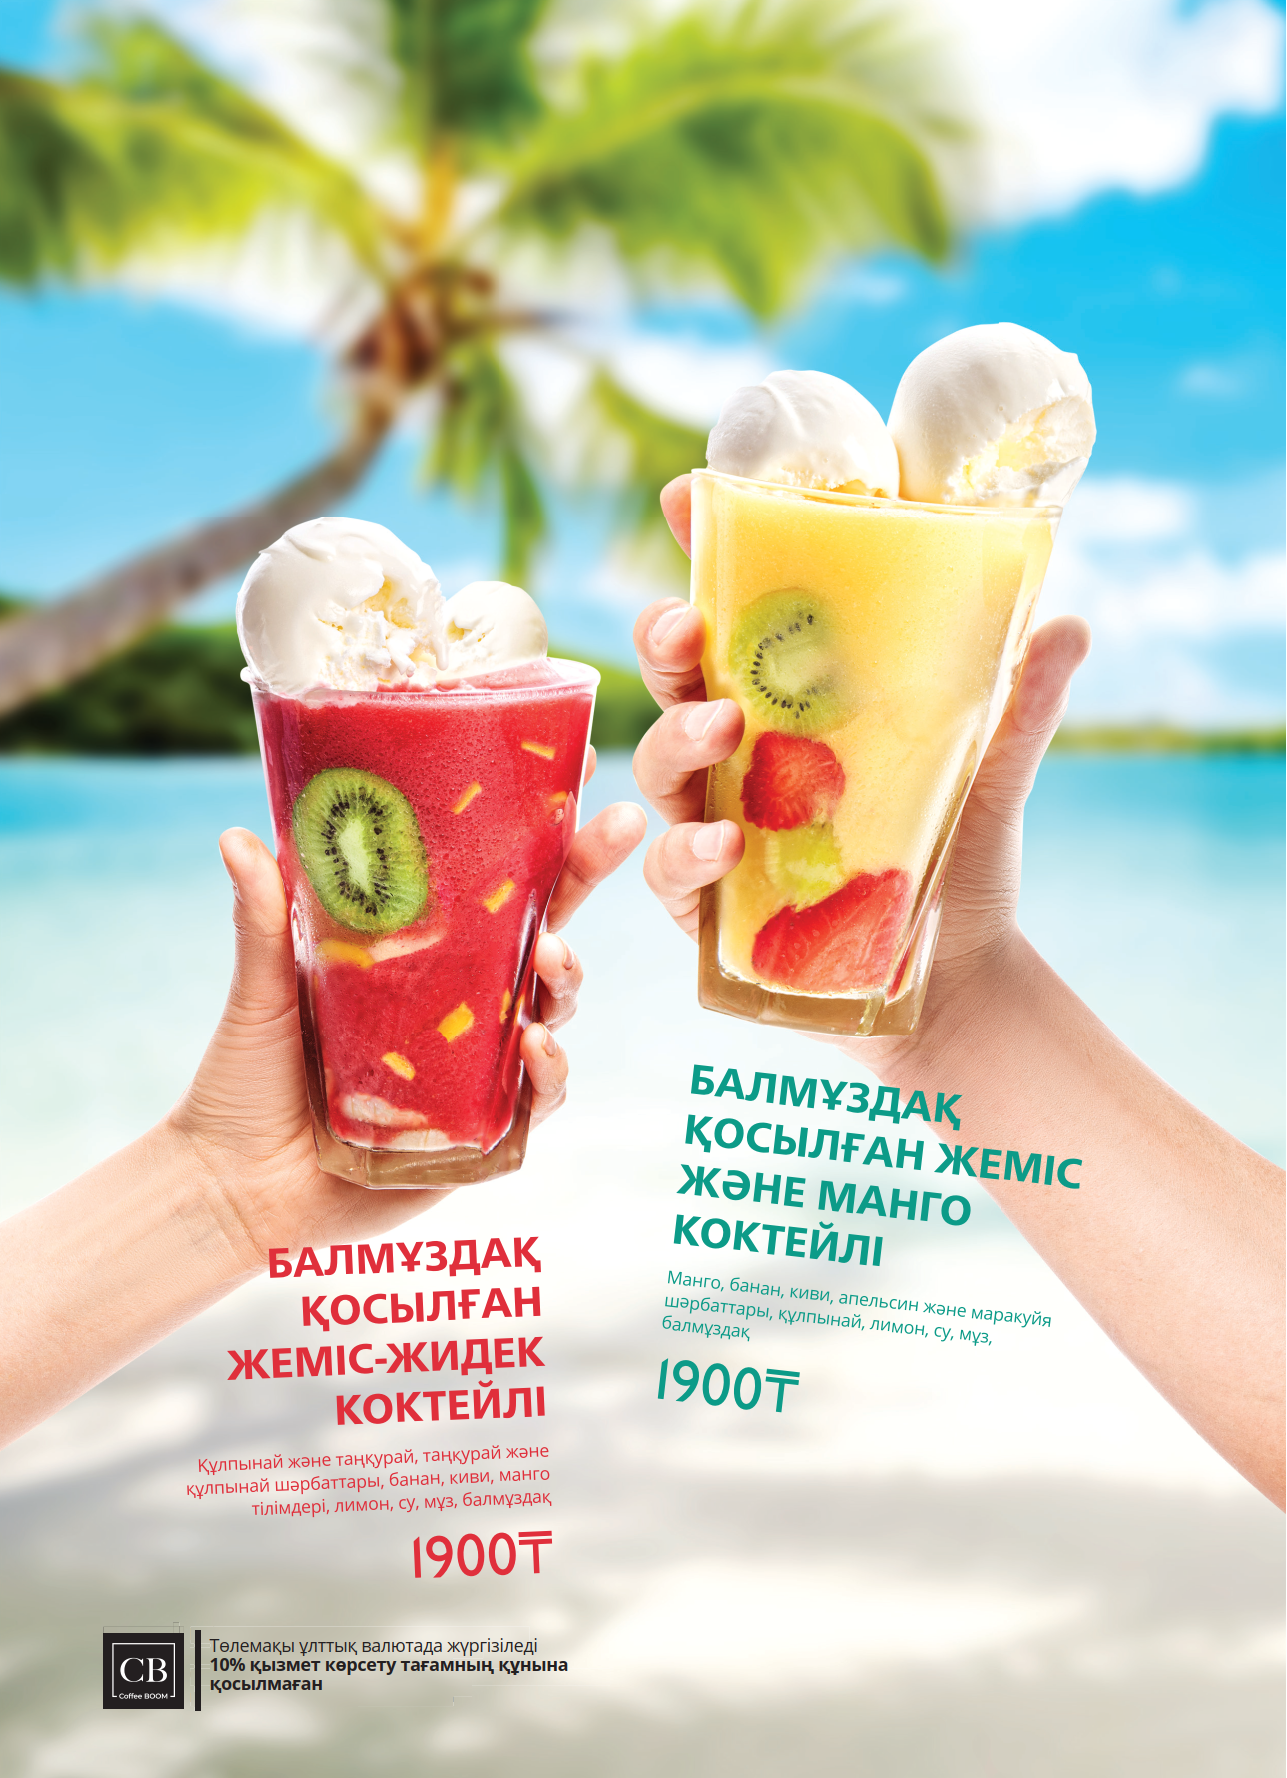 БАЛМҰЗДАҚ
ҚОСЫЛҒАН ЖЕМІС
ЖӘНЕ МАНГО
КОКТЕЙЛІ
Манго, банан, киви, апельсин және маракуйя
шәрбаттары, құлпынай, лимон, су, мұз,
балмұздақ
1900₸
БАЛМҰЗДАҚ
ҚОСЫЛҒАН
ЖЕМІС-ЖИДЕК
КОКТЕЙЛІ
Құлпынай және таңқурай, таңқурай және
құлпынай шәрбаттары, банан, киви, манго
тілімдері, лимон, су, мұз, балмұздақ
1900₸
CB
Coffee BOOM
Төлемақы ұлттық валютада жүргізіледі
10% қызмет көрсету тағамның құнына
қосылмаған